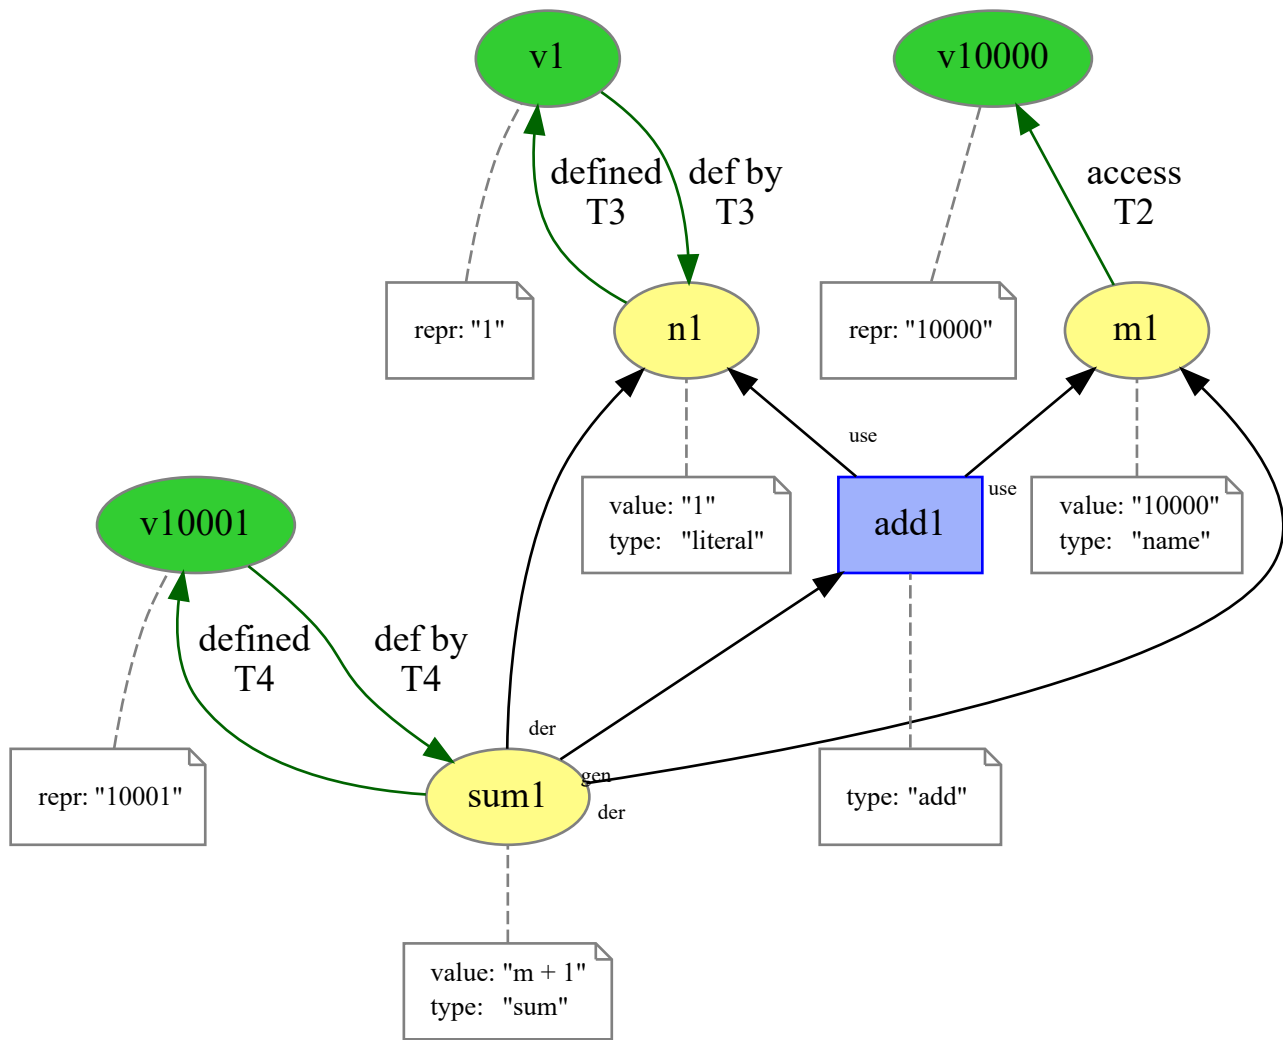 v1
v10000
defined
T3
def by
T3
access
T2
repr: "1"
n1
repr: "10000"
m1
use
use
v10001
value: "1"
type: "literal"
add1
value: "10000"
type: "name"
defined
T4
def by
T4
der
gen
der
repr: "10001"
sum1
type: "add"
value: "m + 1"
type: "sum"